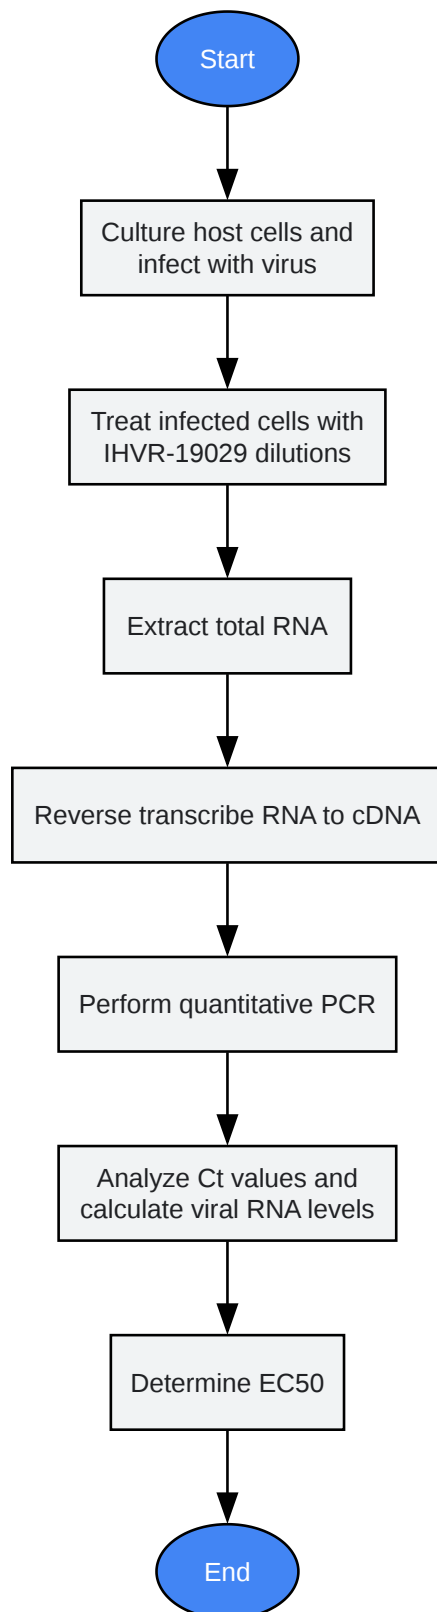 Start
Culture host cells and
infect with virus
Treat infected cells with
IHVR-19029 dilutions
Extract total RNA
Reverse transcribe RNA to cDNA
Perform quantitative PCR
Analyze Ct values and
calculate viral RNA levels
Determine EC50
End